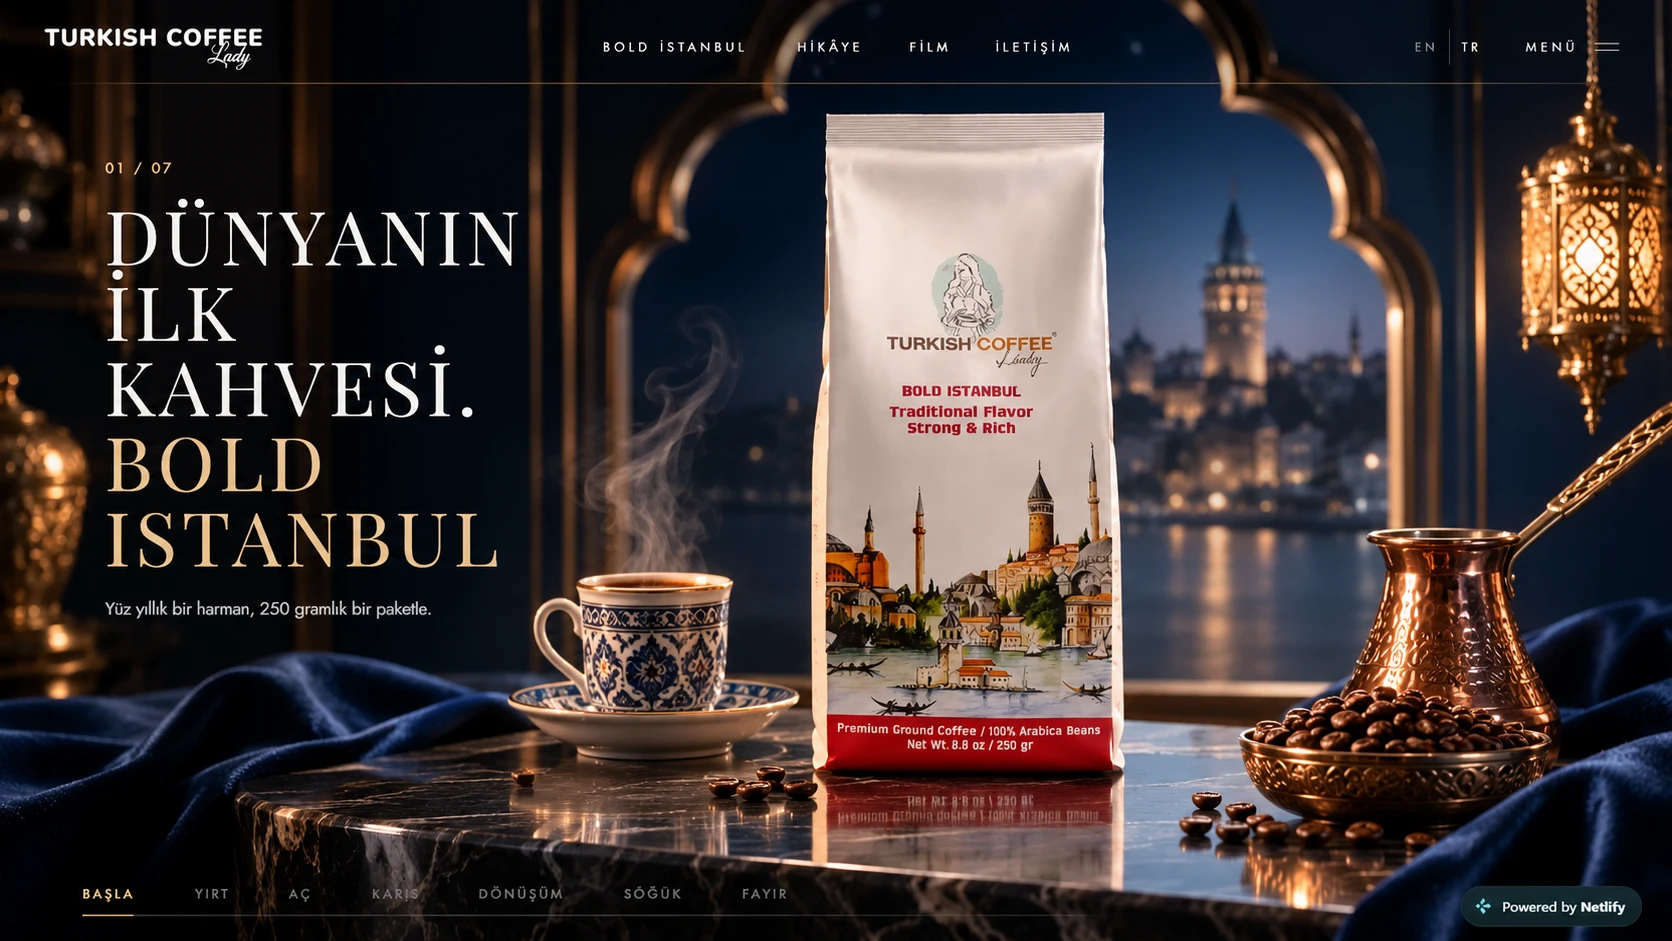 TURKISH COFFEE
Lady
BOLD İSTANBUL
HİKÂYE
FİLM
İLETİŞİM
EN
TR
MENÜ
01 / 07
DÜNYANIN
İLK
KAHVESİ.
BOLD
ISTANBUL
Yüz yıllık bir harman, 250 gramlık bir paketle.
TURKISH COFFEE®
Lady
BOLD ISTANBUL
Traditional Flavor
Strong & Rich
Premium Ground Coffee / 100% Arabica Beans
Net Wt. 8.8 oz / 250 gr
BAŞLA
YIRT
AÇ
KARIŞ
DÖNÜŞÜM
SÖĞÜK
FAYIR
Powered by Netlify